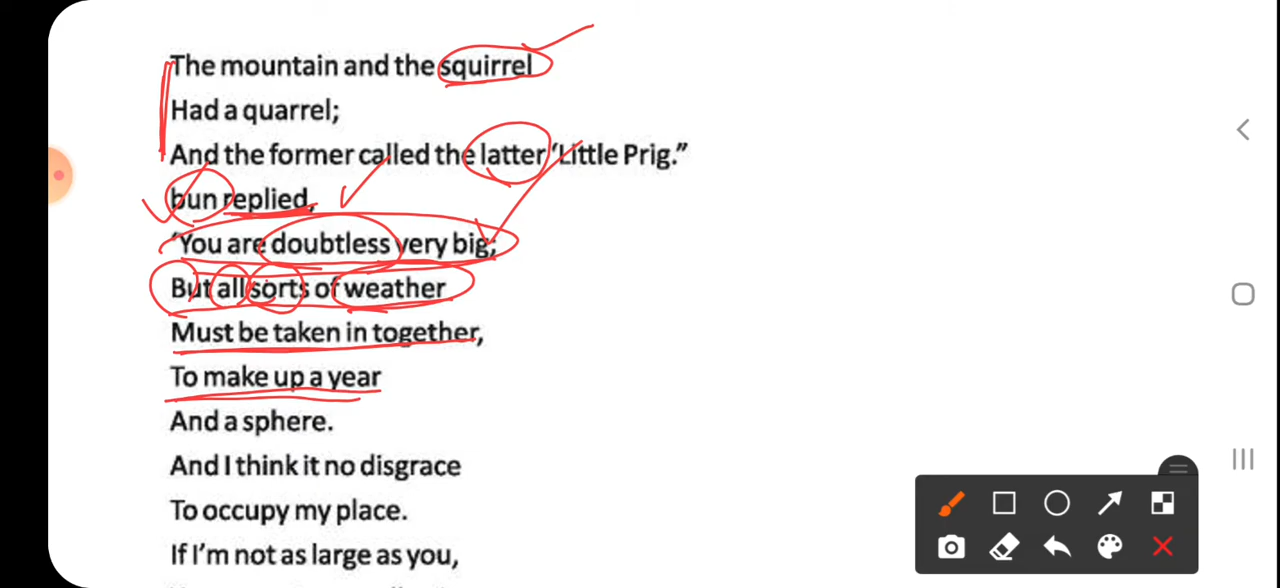 The mountain and the squirrel
Had a quarrel;
And the former called the latter ‘Little Prig.”
bun replied,
‘You are doubtless very big;
But all sorts of weather
Must be taken in together,
To make up a year
And a sphere.
And I think it no disgrace
To occupy my place.
If I’m not as large as you,